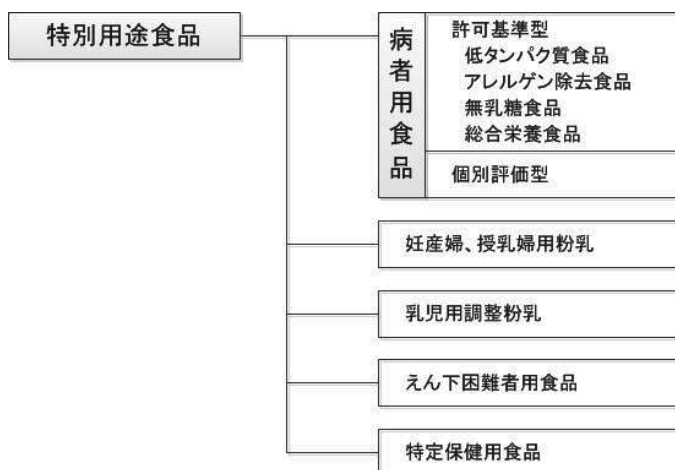 特別用途食品
病者用食品
許可基準型
低タンパク質食品
アレルゲン除去食品
無乳糖食品
総合栄養食品
個別評価型
妊産婦、授乳婦用粉乳
乳児用調整粉乳
えん下困難者用食品
特定保健用食品